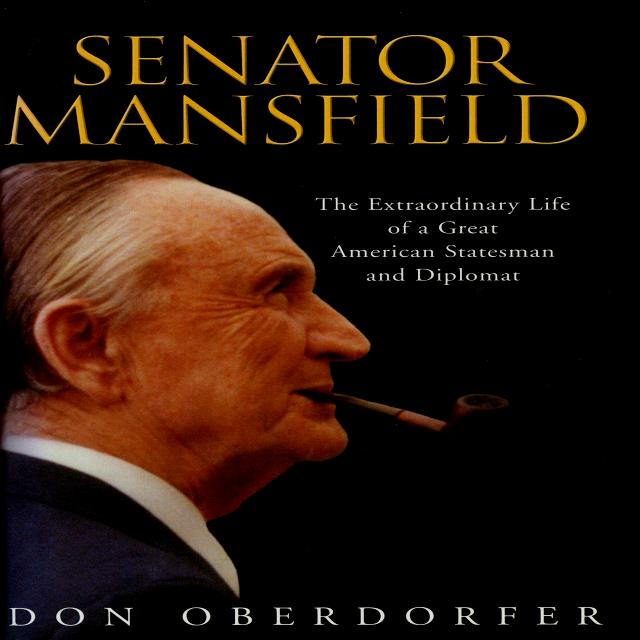 SENATOR
MANSFIELD
The Extraordinary Life
of a Great
American Statesman
and Diplomat
DON OBERDORFER